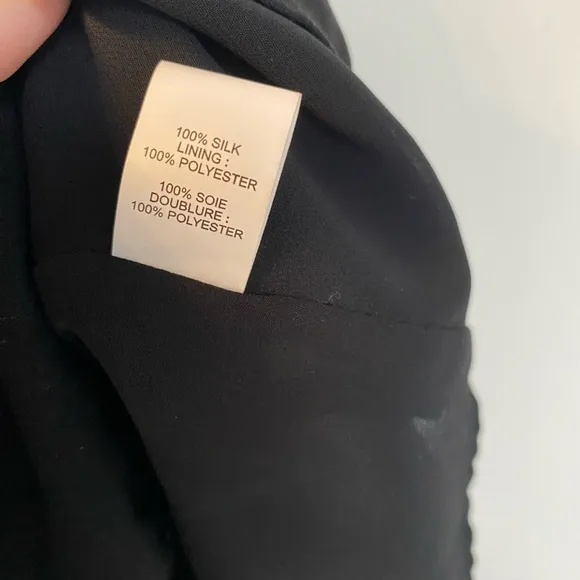 100% SILK
LINING :
100% POLYESTER
100% SOIE
DOUBLURE :
100% POLYESTER